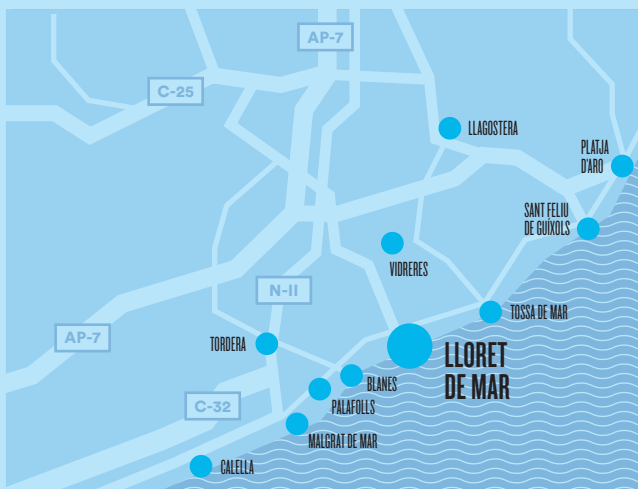 AP-7
C-25
LLAGOSTERA
PLATJA
D'ARO
SANT FELIU
DE GUÍXOLS
VIDRERES
N-II
TOSSA DE MAR
AP-7
TORDERA
LLORET
DE MAR
BLANES
C-32
PALAFOLLS
MALGRAT DE MAR
CALELLA